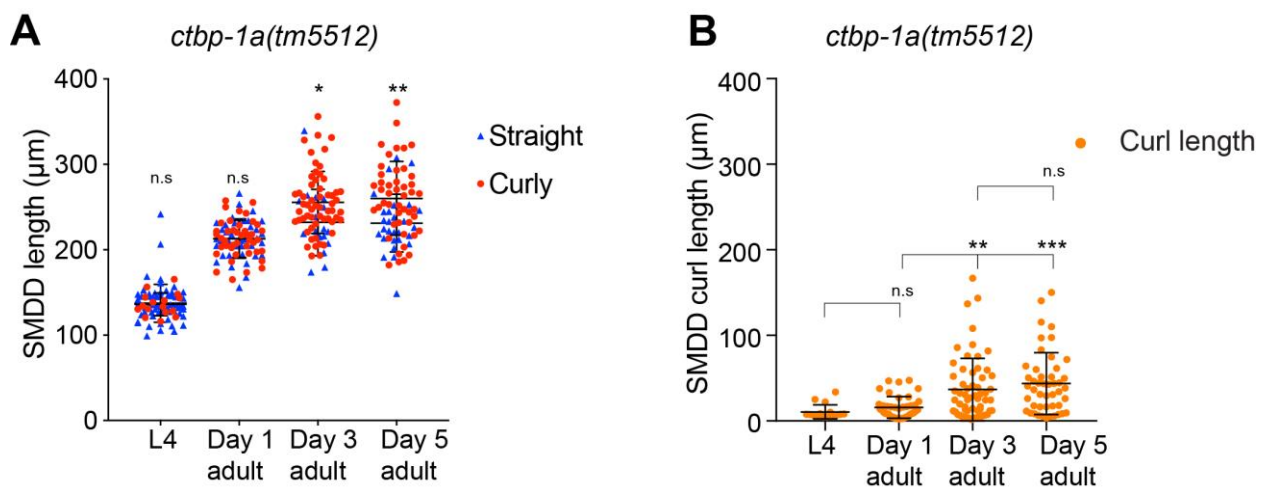 A
ctbp-1a(tm5512)
SMDD length (µm)
400
300
200
100
0
n.s
n.s
*
**
Straight
Curly
L4
Day 1
adult
Day 3
adult
Day 5
adult
B
ctbp-1a(tm5512)
SMDD curl length (µm)
400
300
200
100
0
Curl length
n.s
**
***
n.s
L4
Day 1
adult
Day 3
adult
Day 5
adult